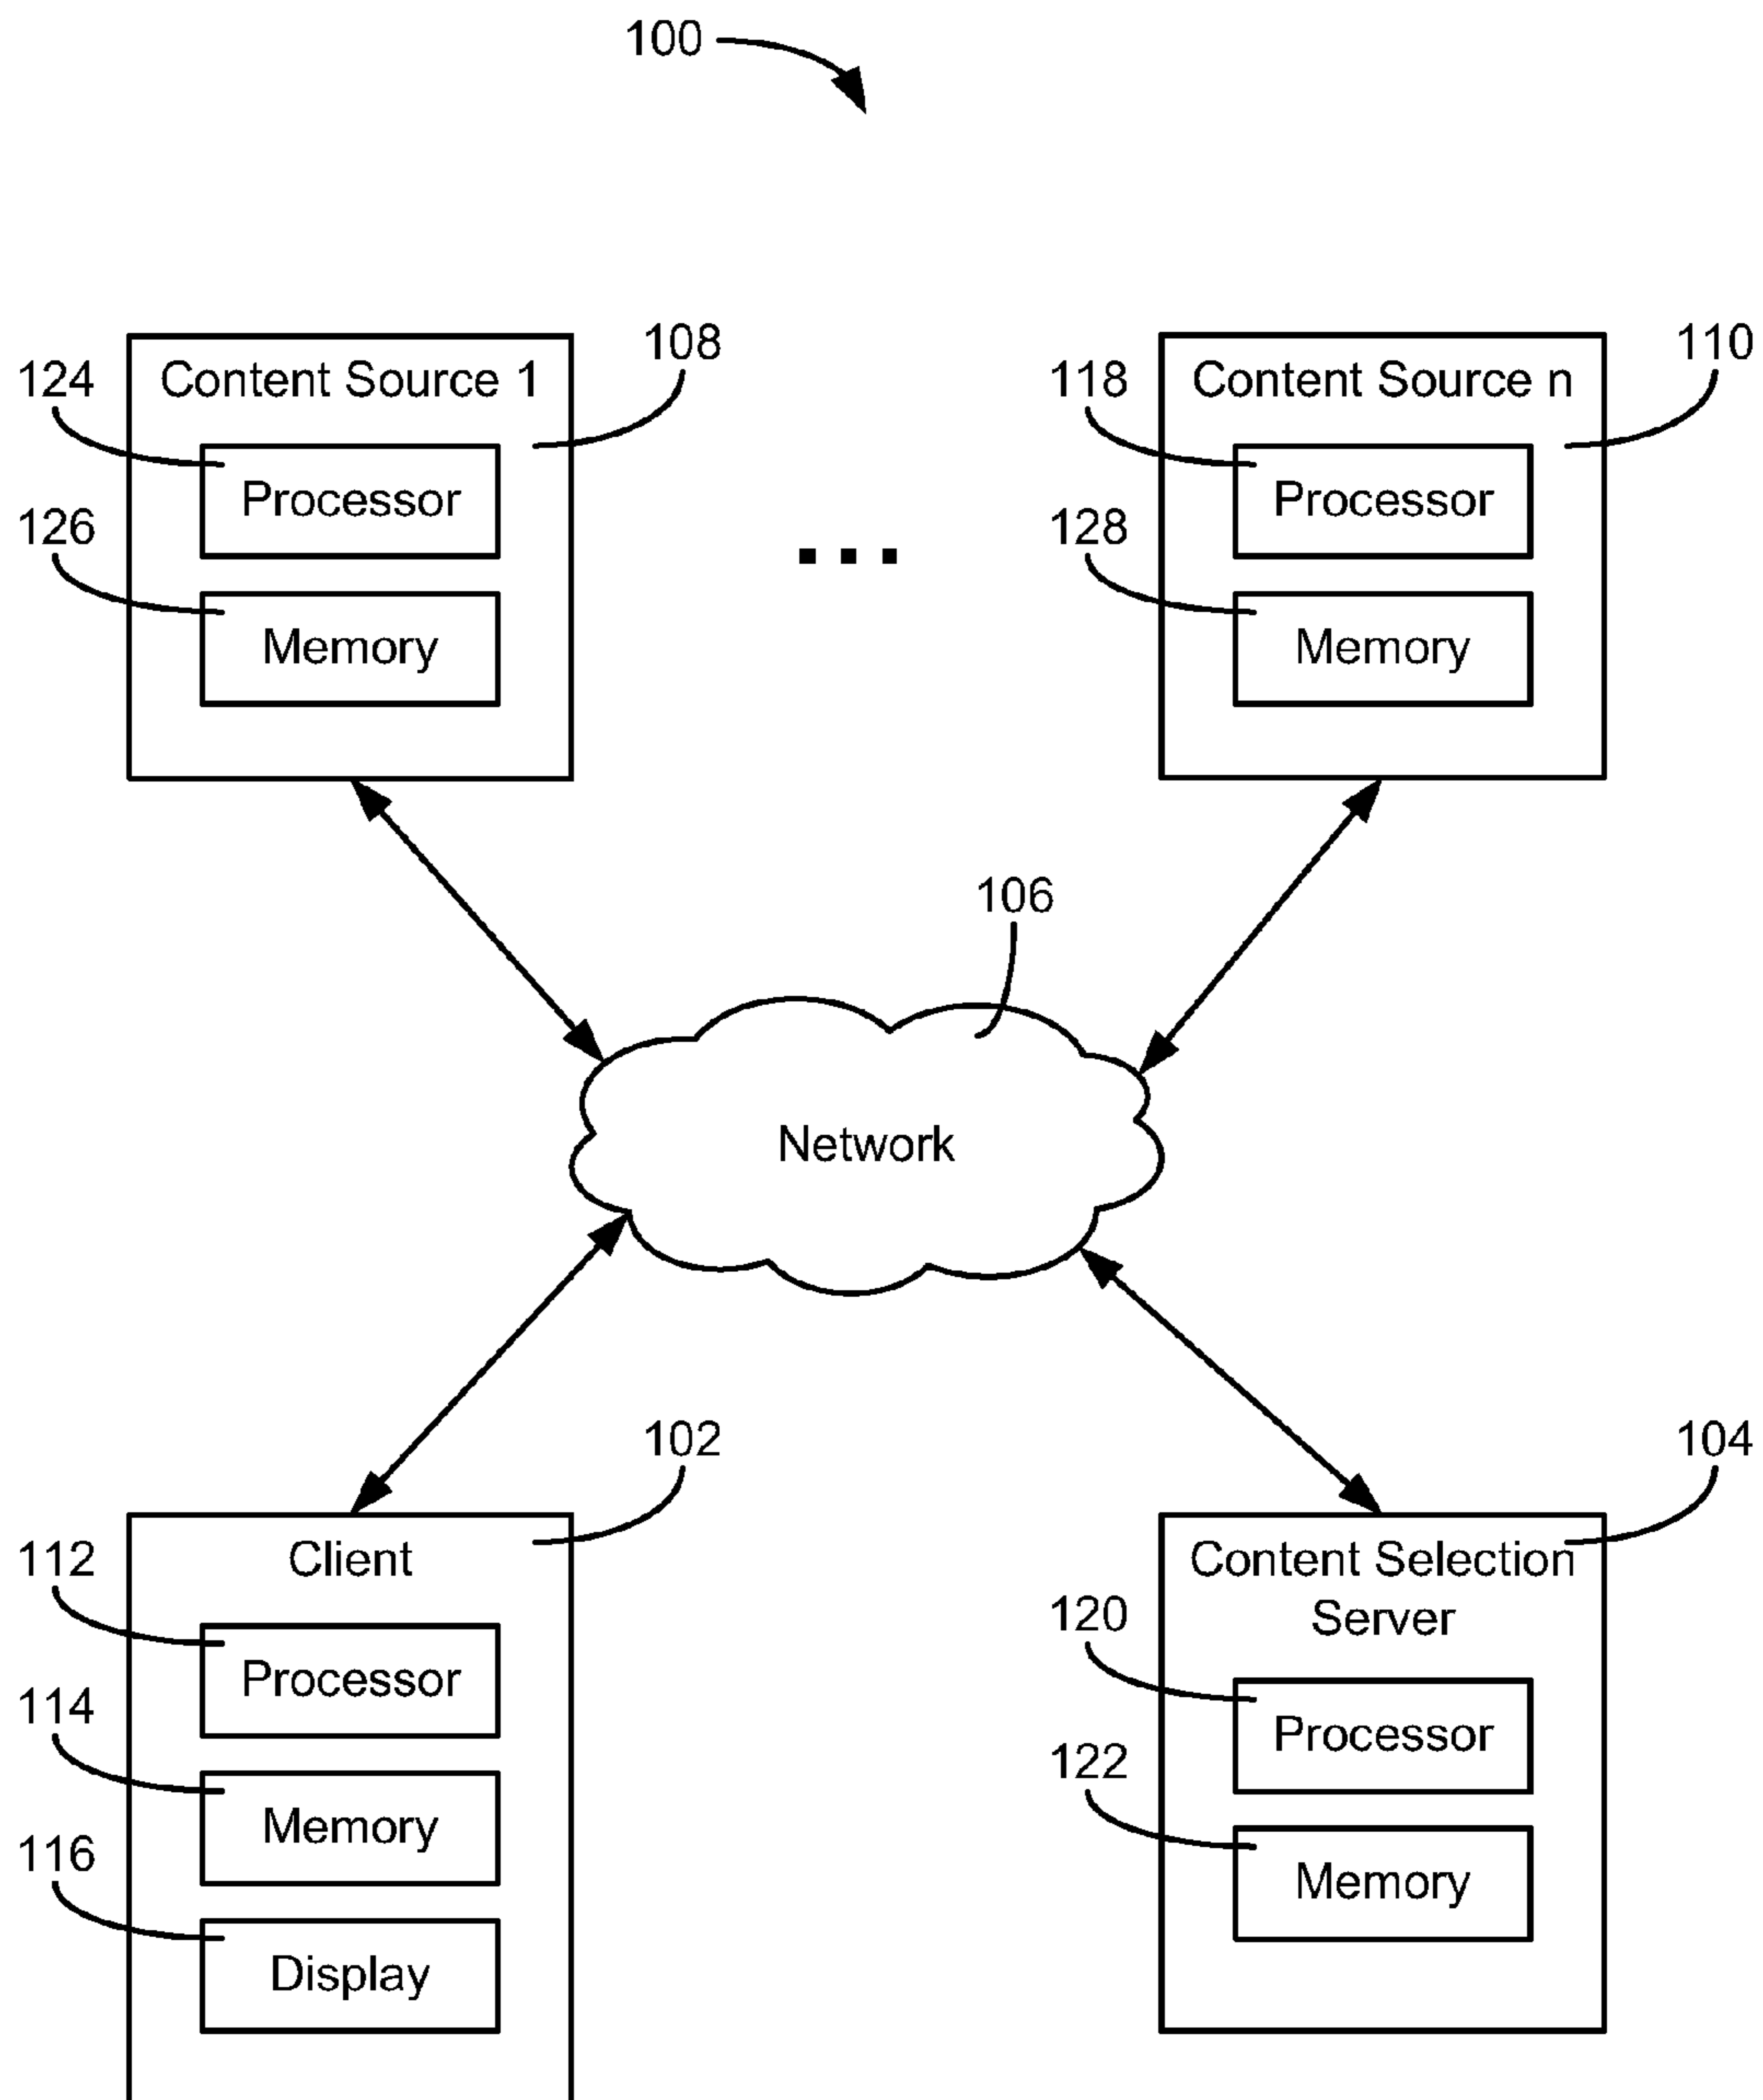 100
108
110
124
Content Source 1
118
Content Source n
Processor
Processor
126
128
Memory
Memory
106
Network
102
104
112
Client
Content Selection
Server
120
Processor
114
Processor
122
Memory
116
Memory
Display